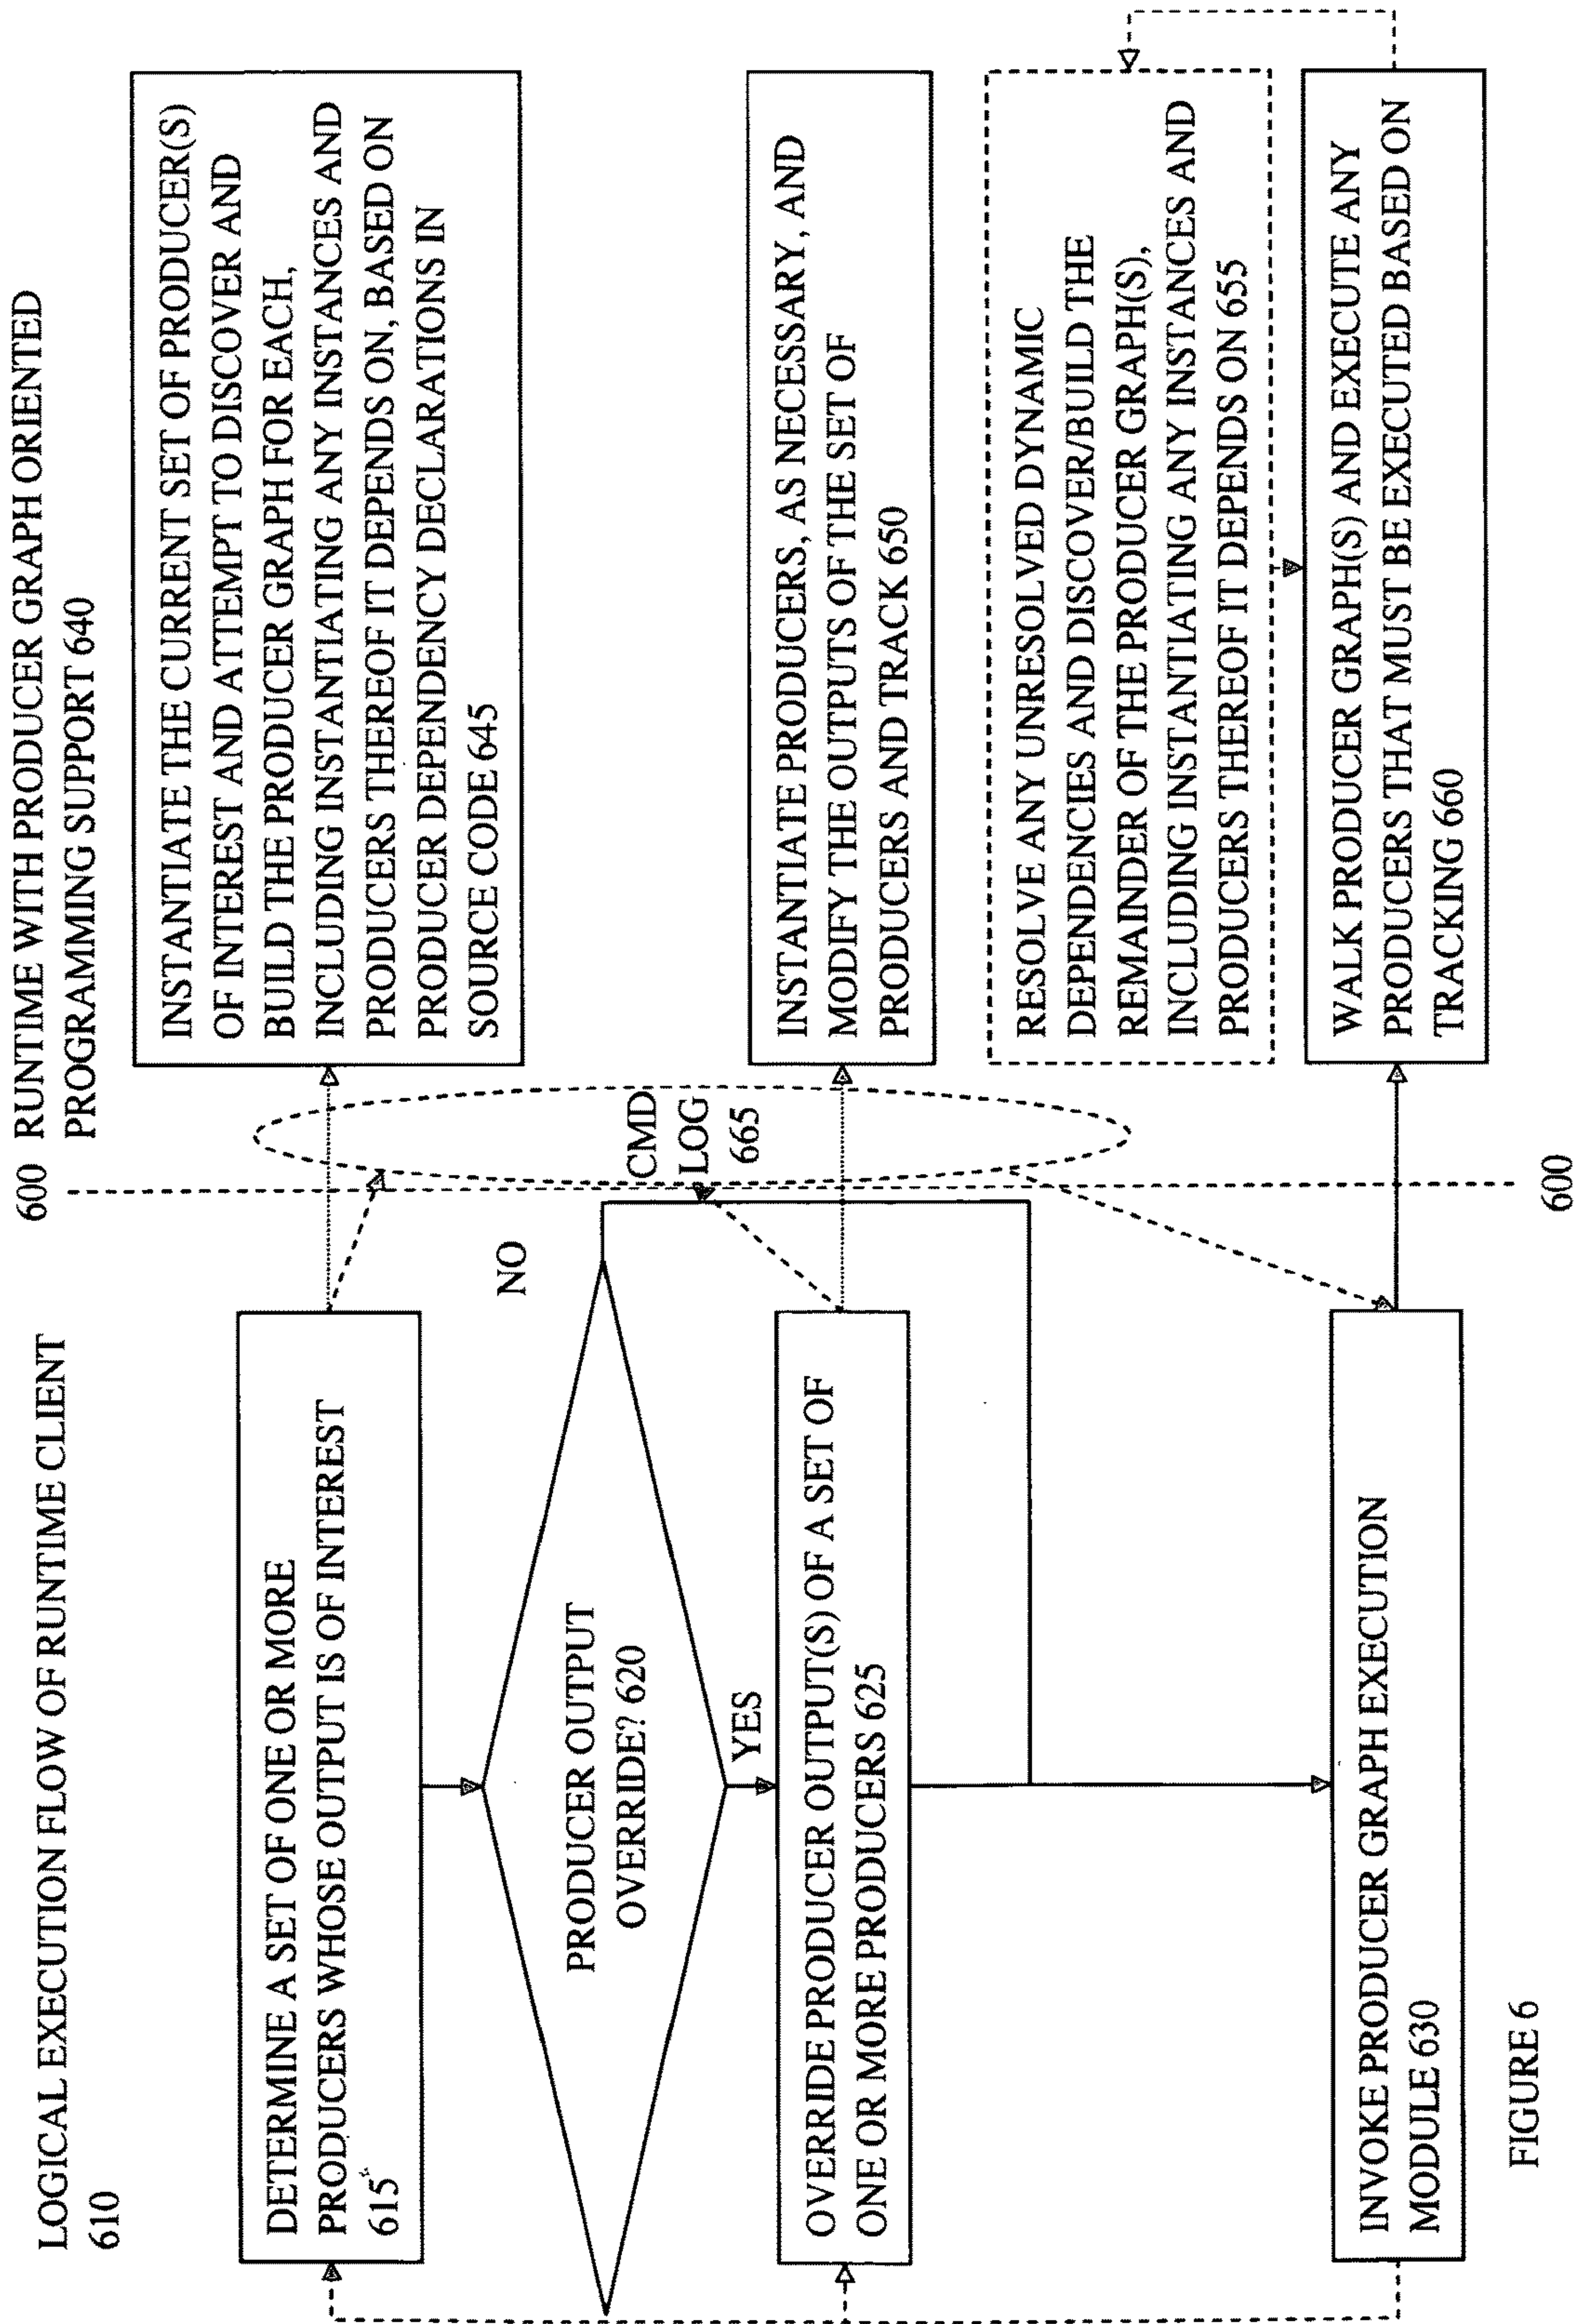 LOGICAL EXECUTION FLOW OF RUNTIME CLIENT
610
DETERMINE A SET OF ONE OR MORE
PRODUCERS WHOSE OUTPUT IS OF INTEREST
615
PRODUCER OUTPUT
OVERRIDE? 620
NO
YES
OVERRIDE PRODUCER OUTPUT(S) OF A SET OF
ONE OR MORE PRODUCERS 625
INVOKE PRODUCER GRAPH EXECUTION
MODULE 630
600
CMD
LOG
665
600
RUNTIME WITH PRODUCER GRAPH ORIENTED
PROGRAMMING SUPPORT 640
INSTANTIATE THE CURRENT SET OF PRODUCER(S)
OF INTEREST AND ATTEMPT TO DISCOVER AND
BUILD THE PRODUCER GRAPH FOR EACH,
INCLUDING INSTANTIATING ANY INSTANCES AND
PRODUCERS THEREOF IT DEPENDS ON, BASED ON
PRODUCER DEPENDENCY DECLARATIONS IN
SOURCE CODE 645
INSTANTIATE PRODUCERS, AS NECESSARY, AND
MODIFY THE OUTPUTS OF THE SET OF
PRODUCERS AND TRACK 650
RESOLVE ANY UNRESOLVED DYNAMIC
DEPENDENCIES AND DISCOVER/BUILD THE
REMAINDER OF THE PRODUCER GRAPH(S),
INCLUDING INSTANTIATING ANY INSTANCES AND
PRODUCERS THEREOF IT DEPENDS ON 655
WALK PRODUCER GRAPH(S) AND EXECUTE ANY
PRODUCERS THAT MUST BE EXECUTED BASED ON
TRACKING 660
FIGURE 6